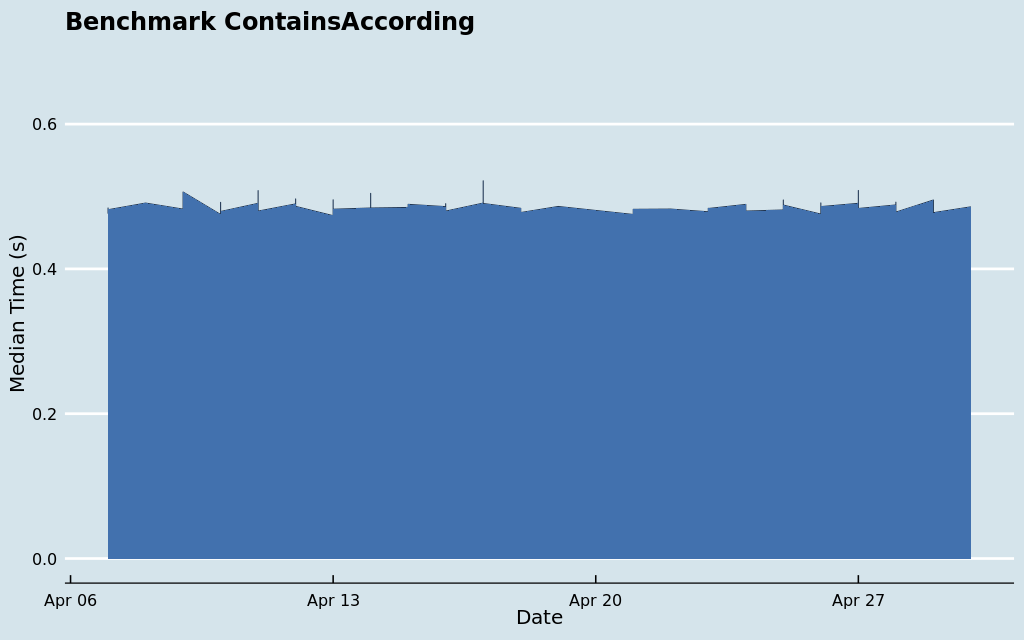 Benchmark ContainsAccording
0.6
0.4
0.2
0.0
Median Time (s)
Apr 06
Apr 13
Apr 20
Apr 27
Date